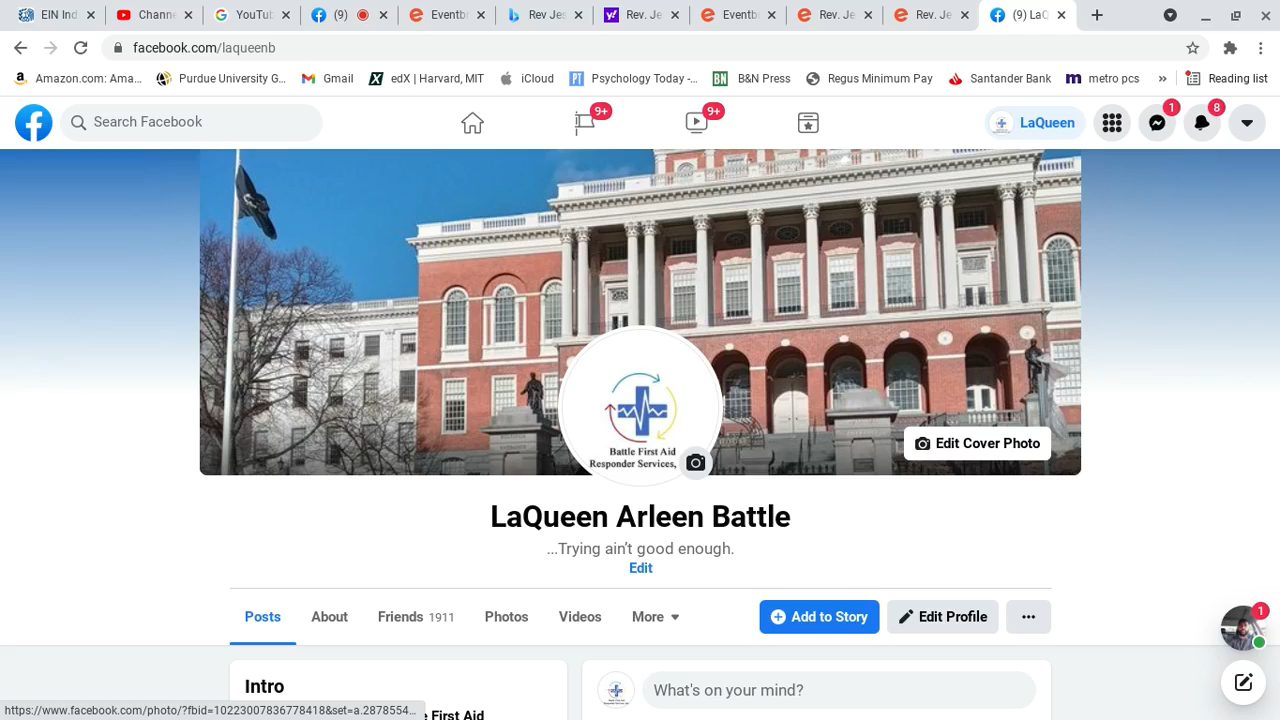 EIN Ind
Channe
YouTub
(9)
Eventbr
Rev Jes
Rev. Je
Eventb
Rev. Je
Rev. Je
(9) LaQ
facebook.com/laqueenb
Amazon.com: Ama...
Purdue University G...
Gmail
edX | Harvard, MIT
iCloud
Psychology Today -...
B&N Press
Regus Minimum Pay
Santander Bank
metro pcs
»
Reading list
Search Facebook
9+
9+
LaQueen
1
8
Battle First Aid
Responder Services,
Edit Cover Photo
LaQueen Arleen Battle
...Trying ain't good enough.
Edit
Posts
About
Friends 1911
Photos
Videos
More
Add to Story
Edit Profile
1
Intro
What's on your mind?
https://www.facebook.com/photo/?fbid=10223007836778418&set=a.2878554...
e First Aid